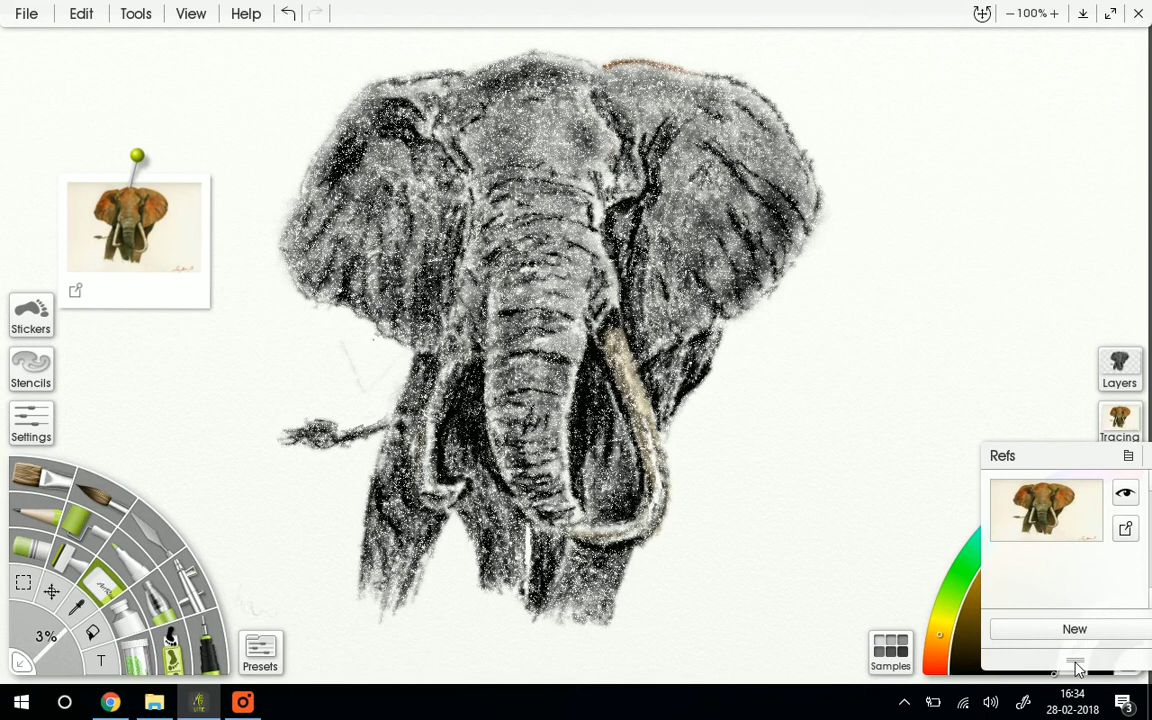 File Edit Tools View Help
100%
Stickers
Stencils
Settings
3%
T
Presets
Layers
Tracing
Refs
New
Samples
16:34
28-02-2018
3